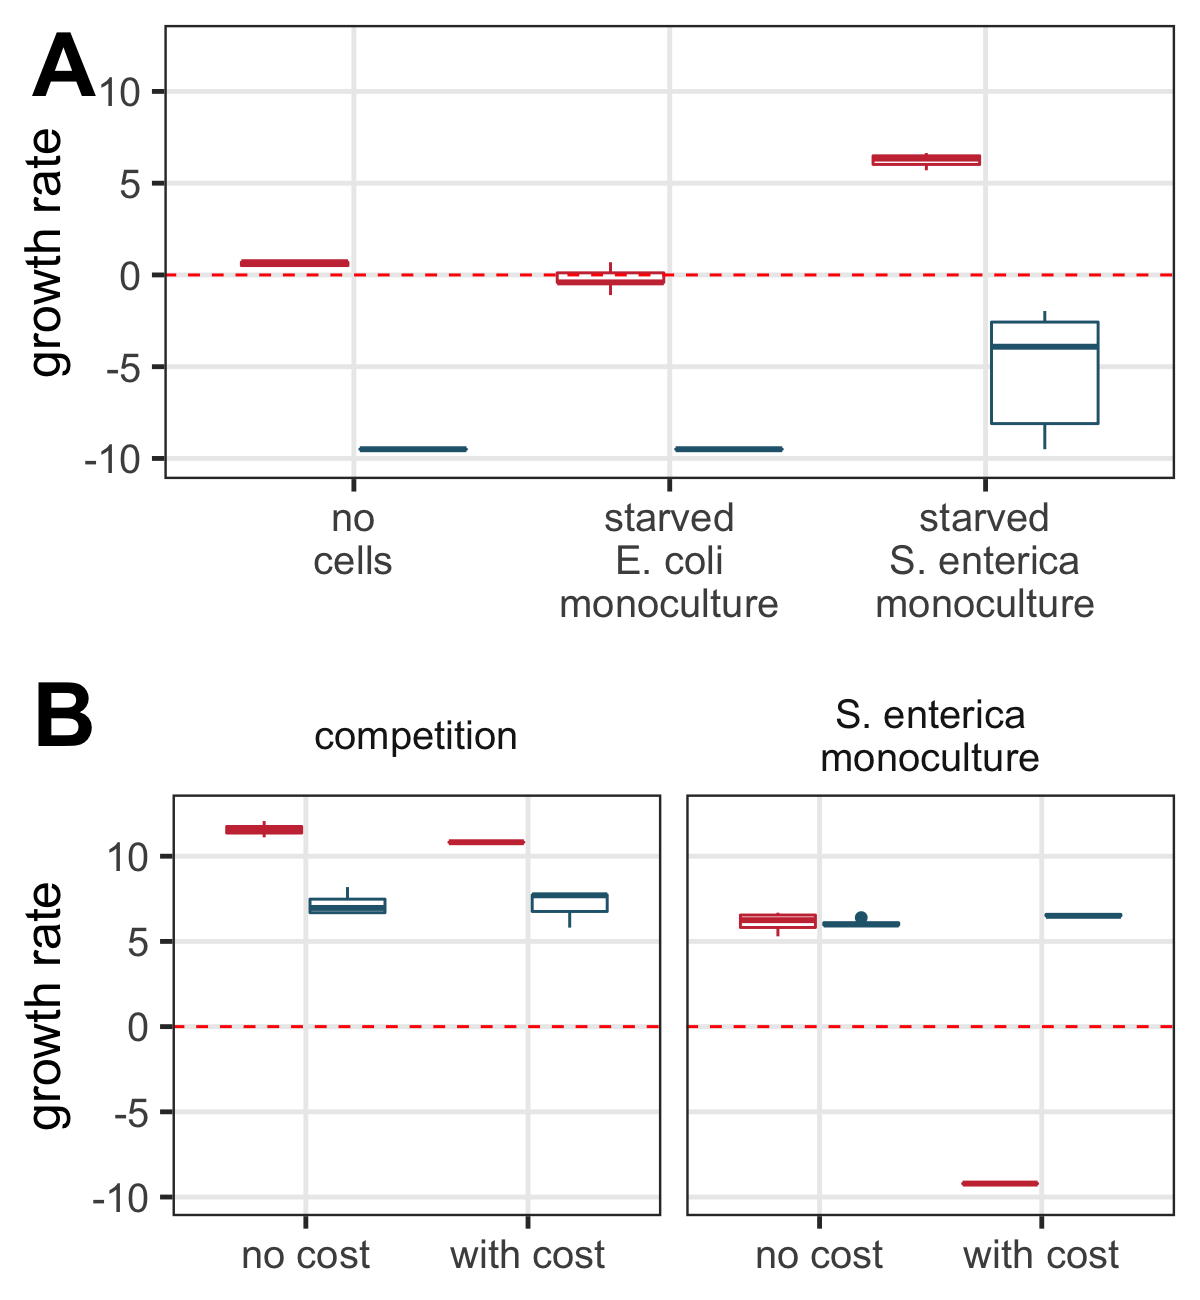 A
10
5
0
-5
-10
growth rate
no
cells
starved
E. coli
monoculture
starved
S. enterica
monoculture
B
competition
S. enterica
monoculture
10
5
0
-5
-10
growth rate
no cost
with cost
no cost
with cost